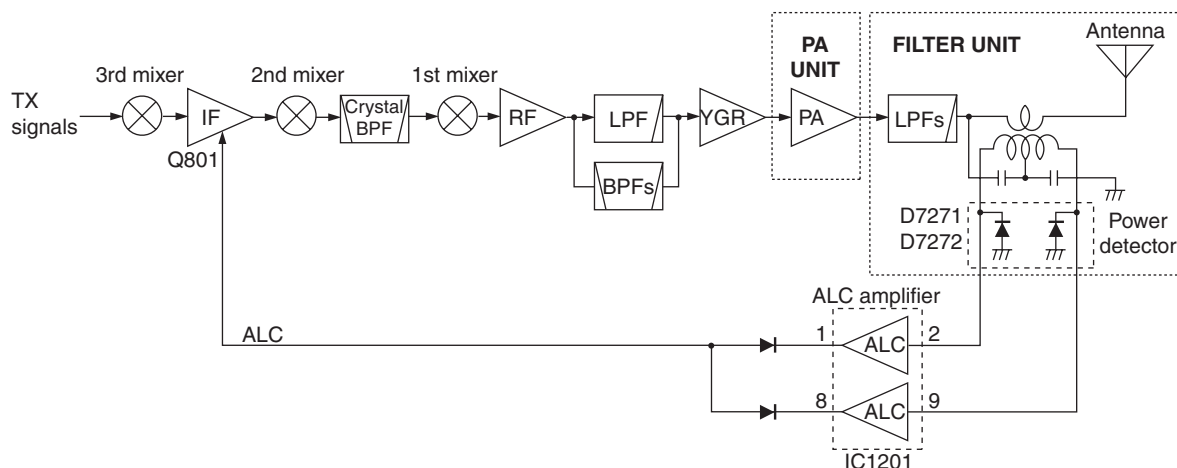 PA
UNIT
FILTER UNIT
Antenna
TX
signals
3rd mixer
IF
Q801
2nd mixer
Crystal
BPF
1st mixer
RF
LPF
BPFs
YGR
PA
LPFs
D7271
D7272
Power
detector
ALC amplifier
ALC
1
ALC
2
8
ALC
9
IC1201